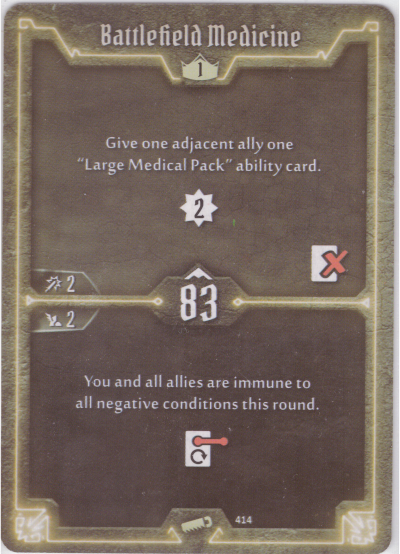 Battlefield Medicine
1
Give one adjacent ally one
“Large Medical Pack” ability card.
2
2
83
2
You and all allies are immune to
all negative conditions this round.
414